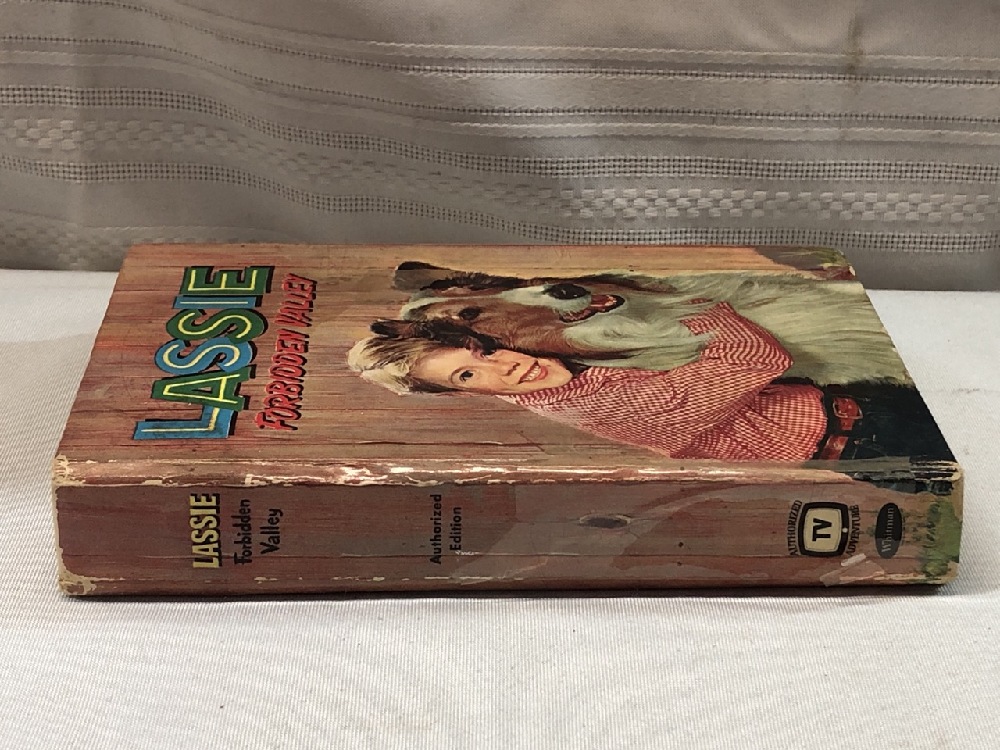 LASSIE
FORBIDDEN VALLEY
LASSIE
Forbidden
Valley
Authorized
Edition
AUTHORIZED
TV
ADVENTURE
Whitman